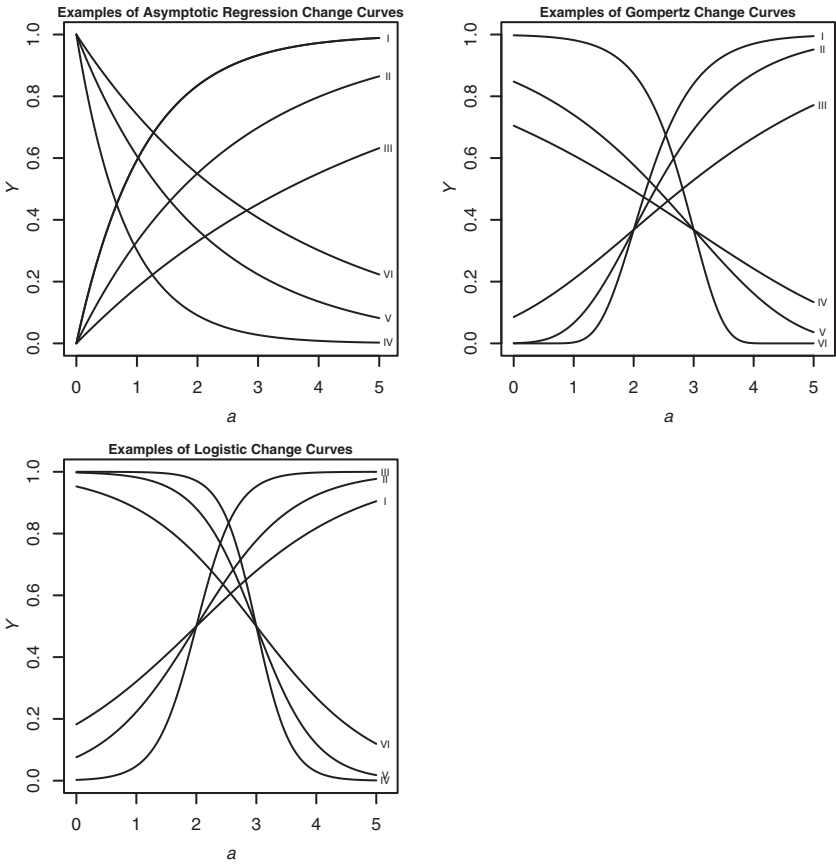 Examples of Asymptotic Regression Change Curves
Y
1.0
0.8
0.6
0.4
0.2
0.0
I
II
III
VI
V
IV
0 1 2 3 4 5
a
Examples of Gompertz Change Curves
Y
1.0
0.8
0.6
0.4
0.2
0.0
I
II
III
IV
V
VI
0 1 2 3 4 5
a
Examples of Logistic Change Curves
Y
1.0
0.8
0.6
0.4
0.2
0.0
III
II
I
VI
V
IV
0 1 2 3 4 5
a